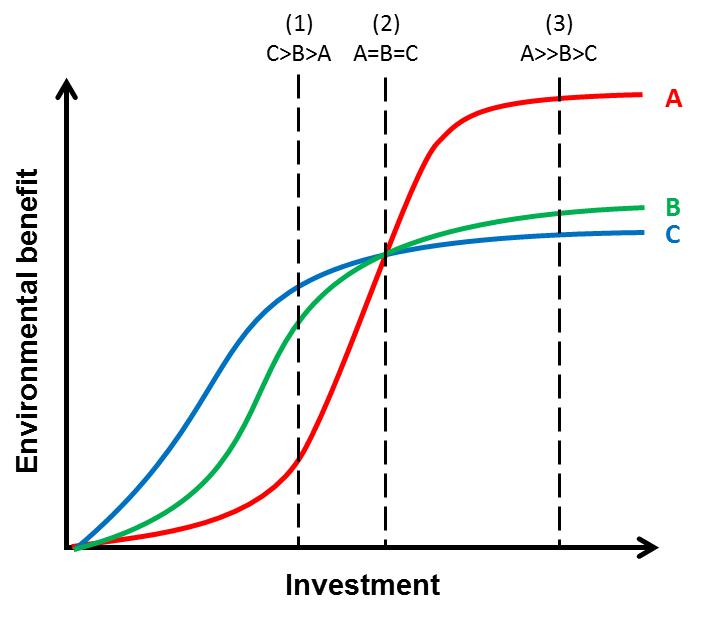 (1)
C>B>A
(2)
A=B=C
(3)
A>>B>C
A
B
C
Environmental benefit
Investment